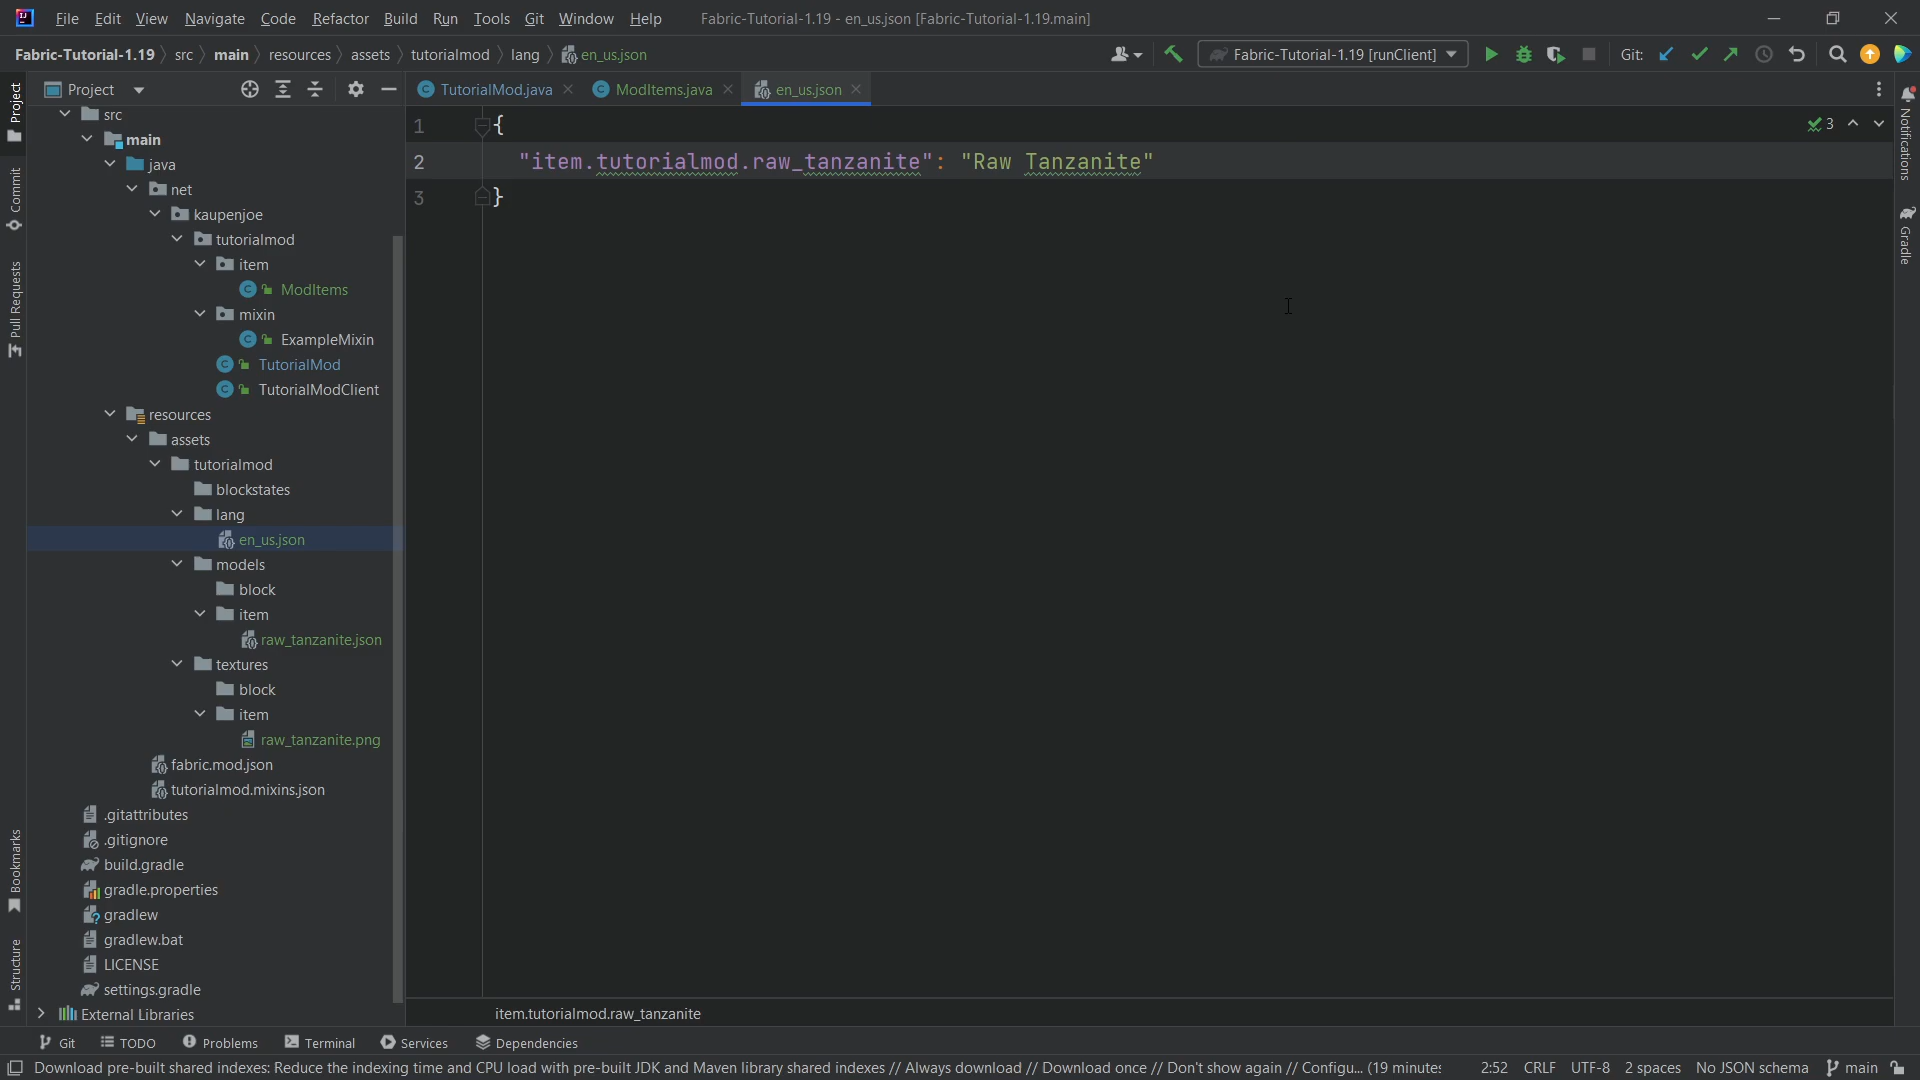 File Edit View Navigate Code Refactor Build Run Tools Git Window Help Fabric-Tutorial-1.19 - en_us.json [Fabric-Tutorial-1.19.main]
Fabric-Tutorial-1.19 src main resources assets tutorialmod lang en_us.json Fabric-Tutorial-1.19 [runClient] Git:
Project
TutorialMod.java ModItems.java en_us.json
Project
Commit
Pull Requests
Bookmarks
Structure
src
main
java
net
kaupenjoe
tutorialmod
item
ModItems
mixin
ExampleMixin
TutorialMod
TutorialModClient
resources
assets
tutorialmod
blockstates
lang
en_us.json
models
block
item
raw_tanzanite.json
textures
block
item
raw_tanzanite.png
fabric.mod.json
tutorialmod.mixins.json
.gitattributes
.gitignore
build.gradle
gradle.properties
gradlew
gradlew.bat
LICENSE
settings.gradle
External Libraries
1 {
2 "item.tutorialmod.raw_tanzanite": "Raw Tanzanite"
3 }
3
Notifications
Gradle
item.tutorialmod.raw_tanzanite
Git TODO Problems Terminal Services Dependencies
Download pre-built shared indexes: Reduce the indexing time and CPU load with pre-built JDK and Maven library shared indexes // Always download // Download once // Don't show again // Configu... (19 minutes 2:52 CRLF UTF-8 2 spaces No JSON schema main